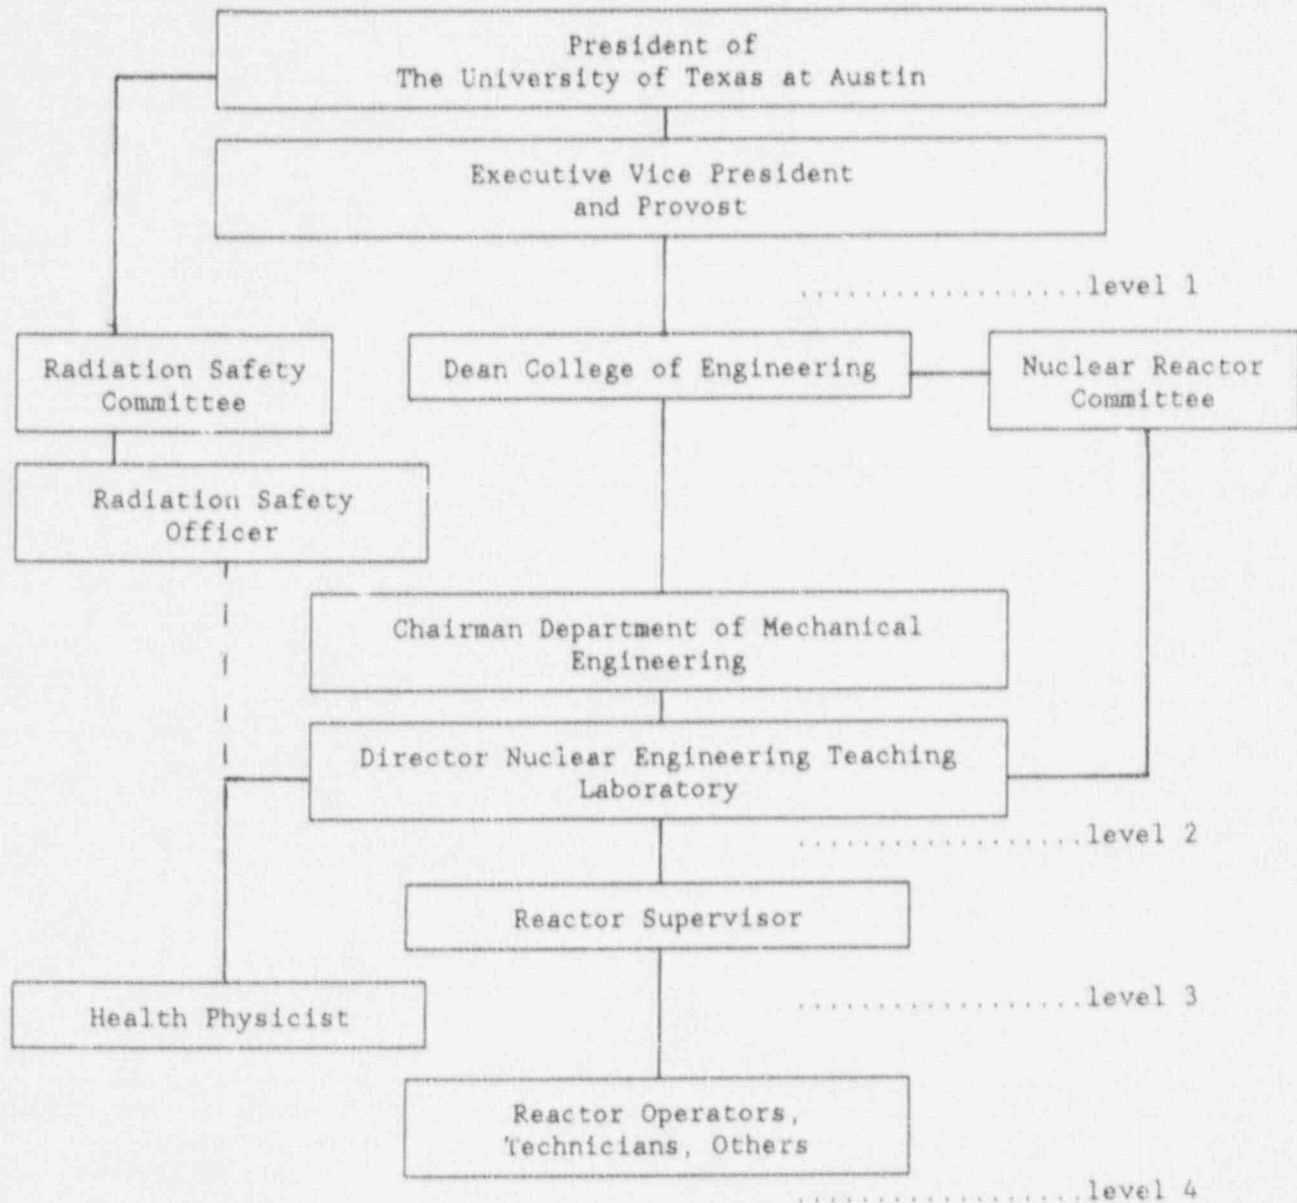 President of
The University of Texas at Austin
Executive Vice President
and Provost
..................level 1
Radiation Safety
Committee
Dean College of Engineering
Nuclear Reactor
Committee
Radiation Safety
Officer
Chairman Department of Mechanical
Engineering
Director Nuclear Engineering Teaching
Laboratory
..................level 2
Reactor Supervisor
..................level 3
Health Physicist
Reactor Operators,
Technicians, Others
..................level 4